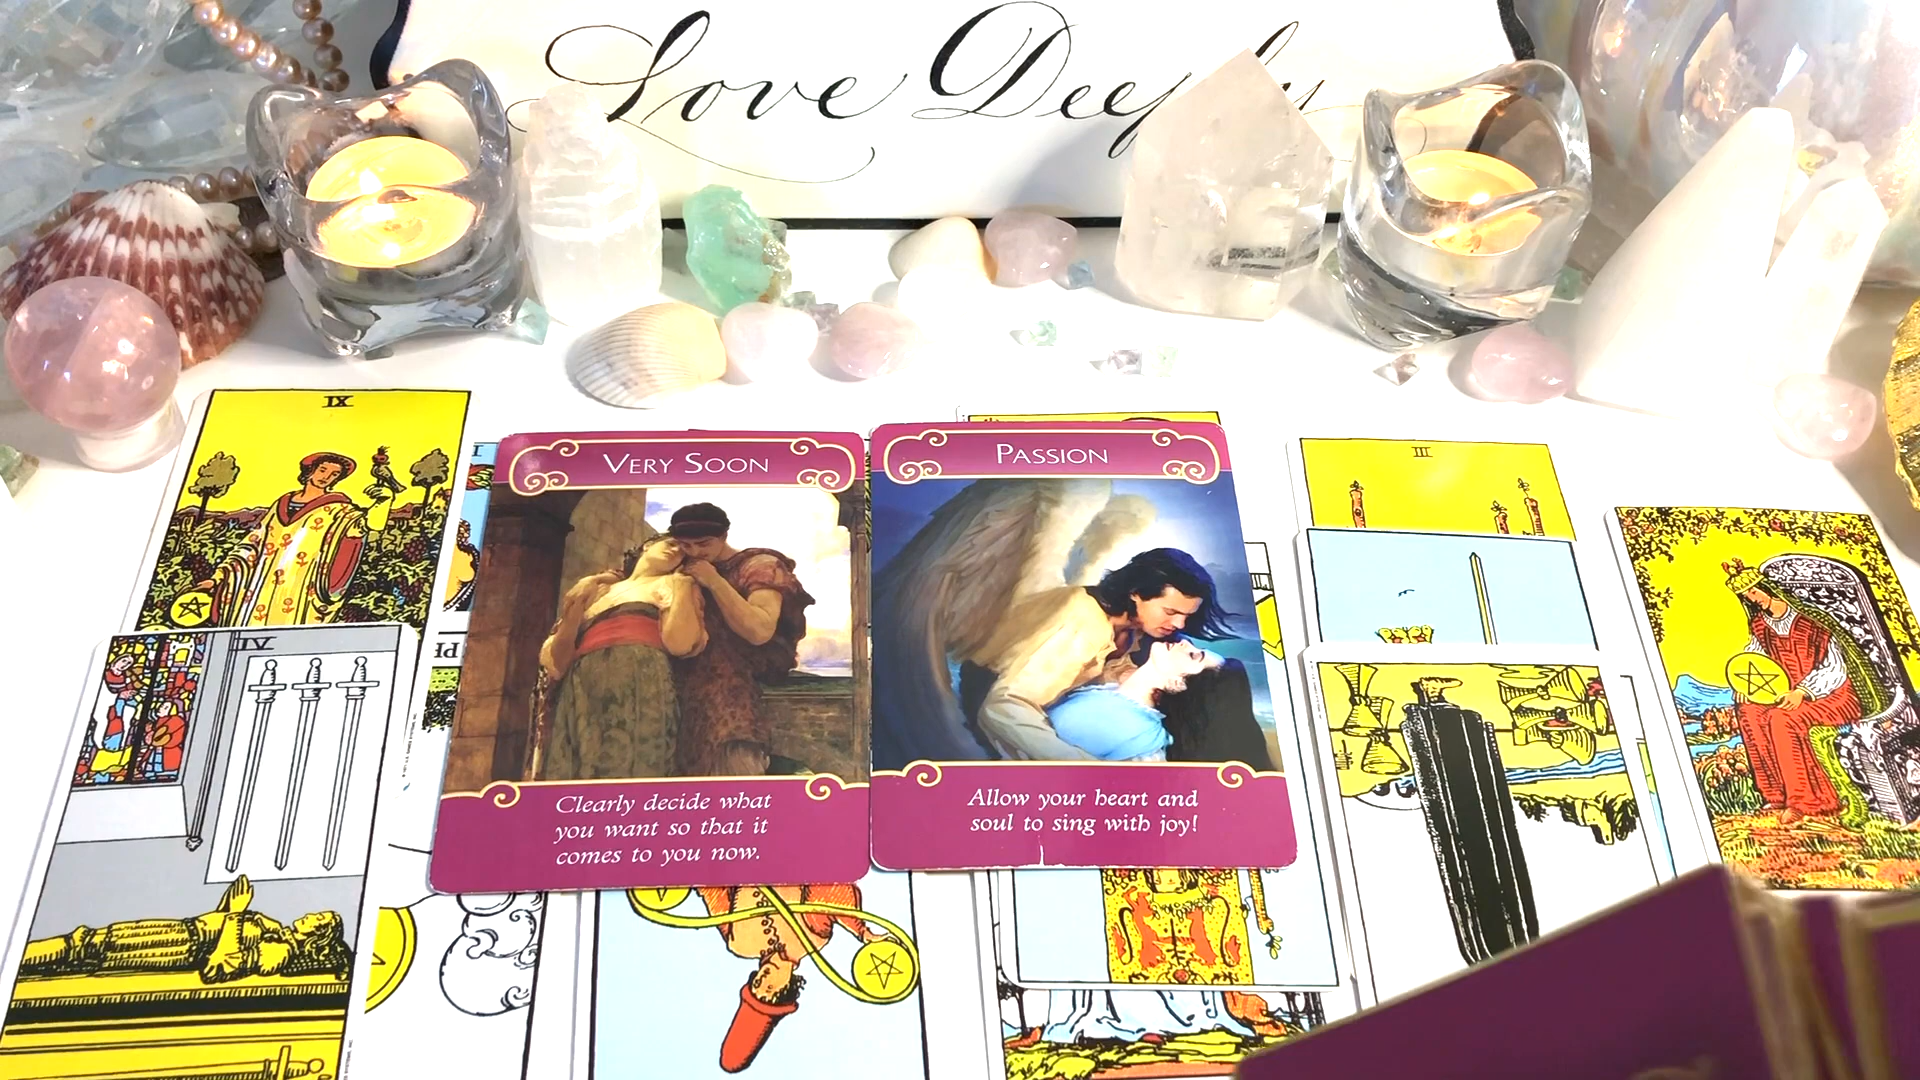 Love Deeply
IX
VERY SOON
PASSION
III
IV
Clearly decide what
you want so that it
comes to you now.
Allow your heart and
soul to sing with joy!